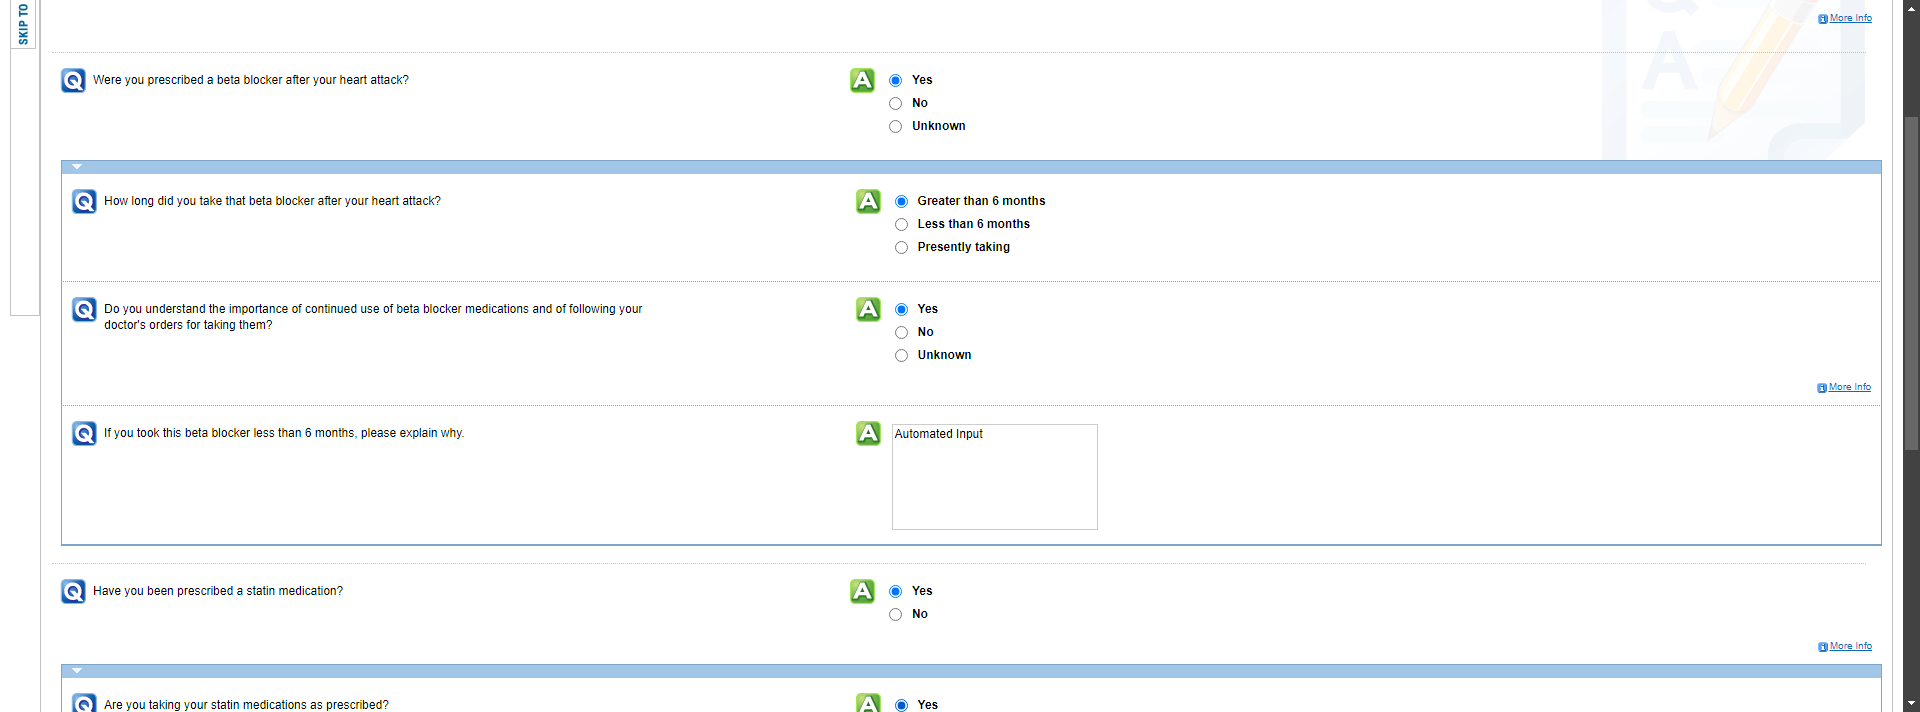 SKIP TO
More Info
Q Were you prescribed a beta blocker after your heart attack?
A Yes
No
Unknown
Q How long did you take that beta blocker after your heart attack?
A Greater than 6 months
Less than 6 months
Presently taking
Q Do you understand the importance of continued use of beta blocker medications and of following your
doctor's orders for taking them?
A Yes
No
Unknown
More Info
Q If you took this beta blocker less than 6 months, please explain why.
A Automated Input
Q Have you been prescribed a statin medication?
A Yes
No
More Info
Q Are you taking your statin medications as prescribed?
A Yes